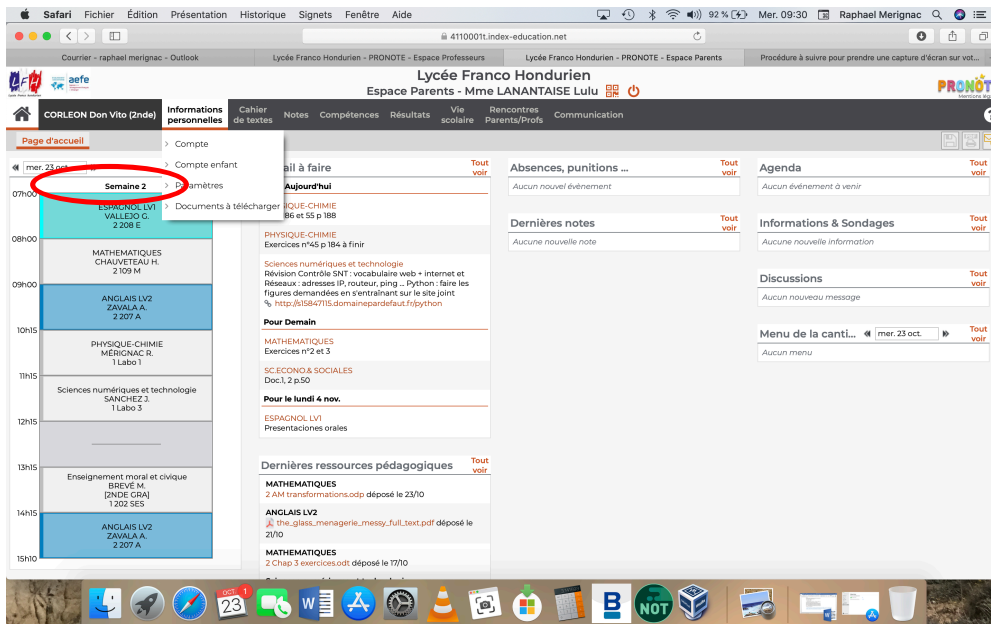 Safari Fichier Édition Présentation Historique Signets Fenêtre Aide 92 % Mer. 09:30 Raphael Merignac
4110001t.index-education.net
Courrier - raphael merignac - Outlook
Lycée Franco Hondurien - PRONOTE - Espace Professeurs
Lycée Franco Hondurien - PRONOTE - Espace Parents
Procédure à suivre pour prendre une capture d'écran sur vot...
LFH
aefe
Lycée Franco Hondurien
Espace Parents - Mme LANANTAISE Lulu
PRONOT
Mentions lég
CORLEON Don Vito (2nde)
Informations
personnelles
Cahier
de textes
Notes
Compétences
Résultats
Vie
scolaire
Rencontres
Parents/Profs
Communication
Page d'accueil
> Compte
> Compte enfant
> Paramètres
> Documents à télécharger
mer. 23 oct.
Semaine 2
07h00
ESPAGNOL LV1
VALLEJO G.
2 208 E
08h00
MATHEMATIQUES
CHAUVETEAU H.
2 109 M
09h00
ANGLAIS LV2
ZAVALA A.
2 207 A
10h15
PHYSIQUE-CHIMIE
MÉRIGNAC R.
1 Labo 1
11h15
Sciences numériques et technologie
SANCHEZ J.
1 Labo 3
12h15
13h15
Enseignement moral et civique
BREVÉ M.
[2NDE GRA]
1 202 SES
14h15
ANGLAIS LV2
ZAVALA A.
2 207 A
15h10
ail à faire
Tout
voir
Aujourd'hui
IQUE-CHIMIE
86 et 55 p 188
PHYSIQUE-CHIMIE
Exercices n°45 p 184 à finir
Sciences numériques et technologie
Révision Contrôle SNT : vocabulaire web + internet et
Réseaux : adresses IP, routeur, ping ... Python : faire les
figures demandées en s'entraînant sur le site joint
http://s15847115.domainepardefaut.fr/python
Pour Demain
MATHEMATIQUES
Exercices n°2 et 3
SC.ECONO.& SOCIALES
Doc.1, 2 p.50
Pour le lundi 4 nov.
ESPAGNOL LV1
Presentaciones orales
Dernières ressources pédagogiques
Tout
voir
MATHEMATIQUES
2 AM transformations.odp déposé le 23/10
ANGLAIS LV2
the_glass_menagerie_messy_full_text.pdf déposé le
21/10
MATHEMATIQUES
2 Chap 3 exercices.odt déposé le 17/10
Absences, punitions ...
Tout
voir
Aucun nouvel événement
Dernières notes
Tout
voir
Aucune nouvelle note
Agenda
Tout
voir
Aucun événement à venir
Informations & Sondages
Tout
voir
Aucune nouvelle information
Discussions
Tout
voir
Aucun nouveau message
Menu de la canti...
mer. 23 oct.
Tout
voir
Aucun menu
OCT
23
1
W
B
NOT